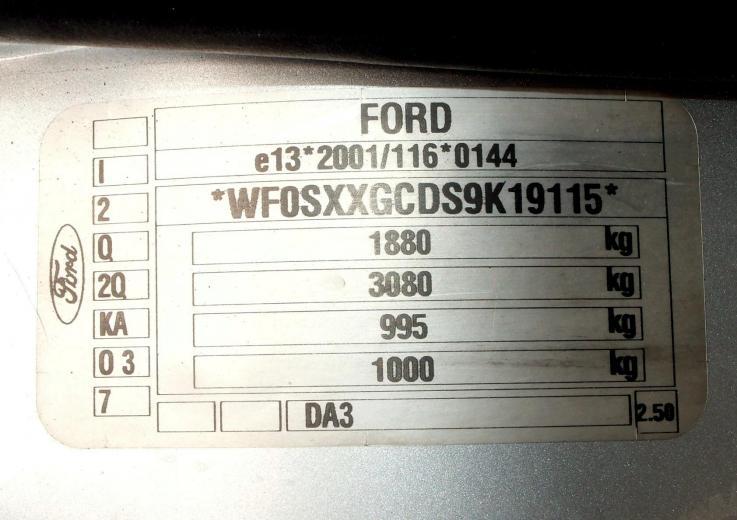 FORD
e13*2001/116*0144
*WF0SXXGCDS9K19115*
1880 kg
3080 kg
995 kg
1000 kg
DA3 2.50
I
2
Q
2Q
KA
0 3
7
Ford